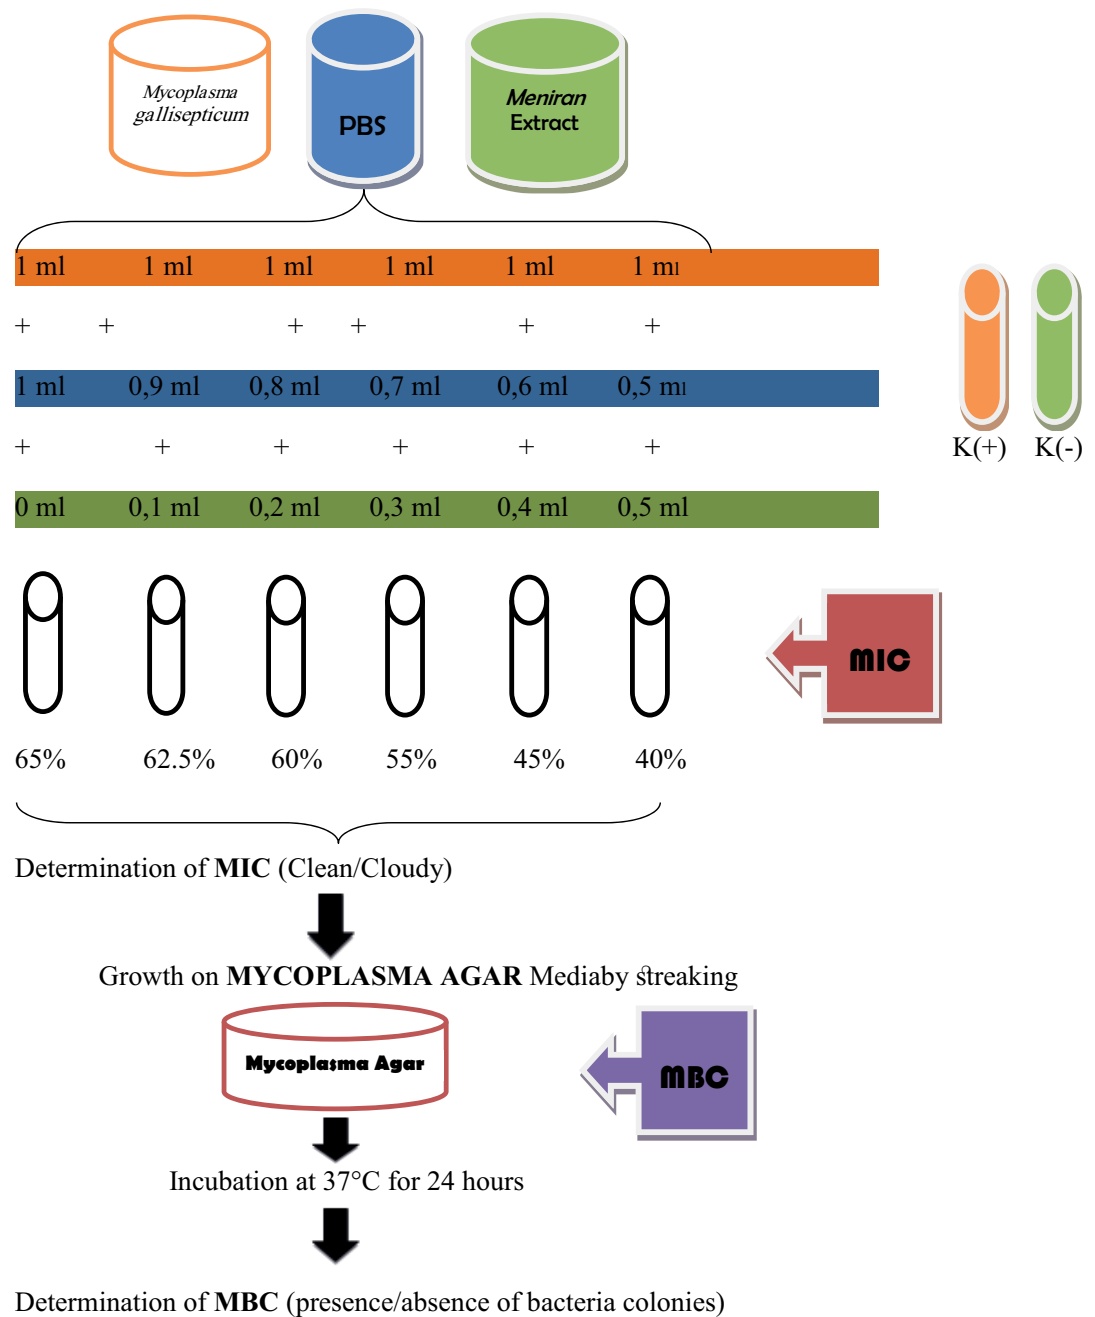 Mycoplasma
gallisepticum
PBS
Meniran
Extract
1 ml 1 ml 1 ml 1 ml 1 ml 1 ml
+ + + + + +
1 ml 0,9 ml 0,8 ml 0,7 ml 0,6 ml 0,5 ml
+ + + + + +
K(+) K(-)
0 ml 0,1 ml 0,2 ml 0,3 ml 0,4 ml 0,5 ml
MIC
65% 62.5% 60% 55% 45% 40%
Determination of MIC (Clean/Cloudy)
Growth on MYCOPLASMA AGAR Mediaby streaking
Mycoplasma Agar
MBC
Incubation at 37°C for 24 hours
Determination of MBC (presence/absence of bacteria colonies)